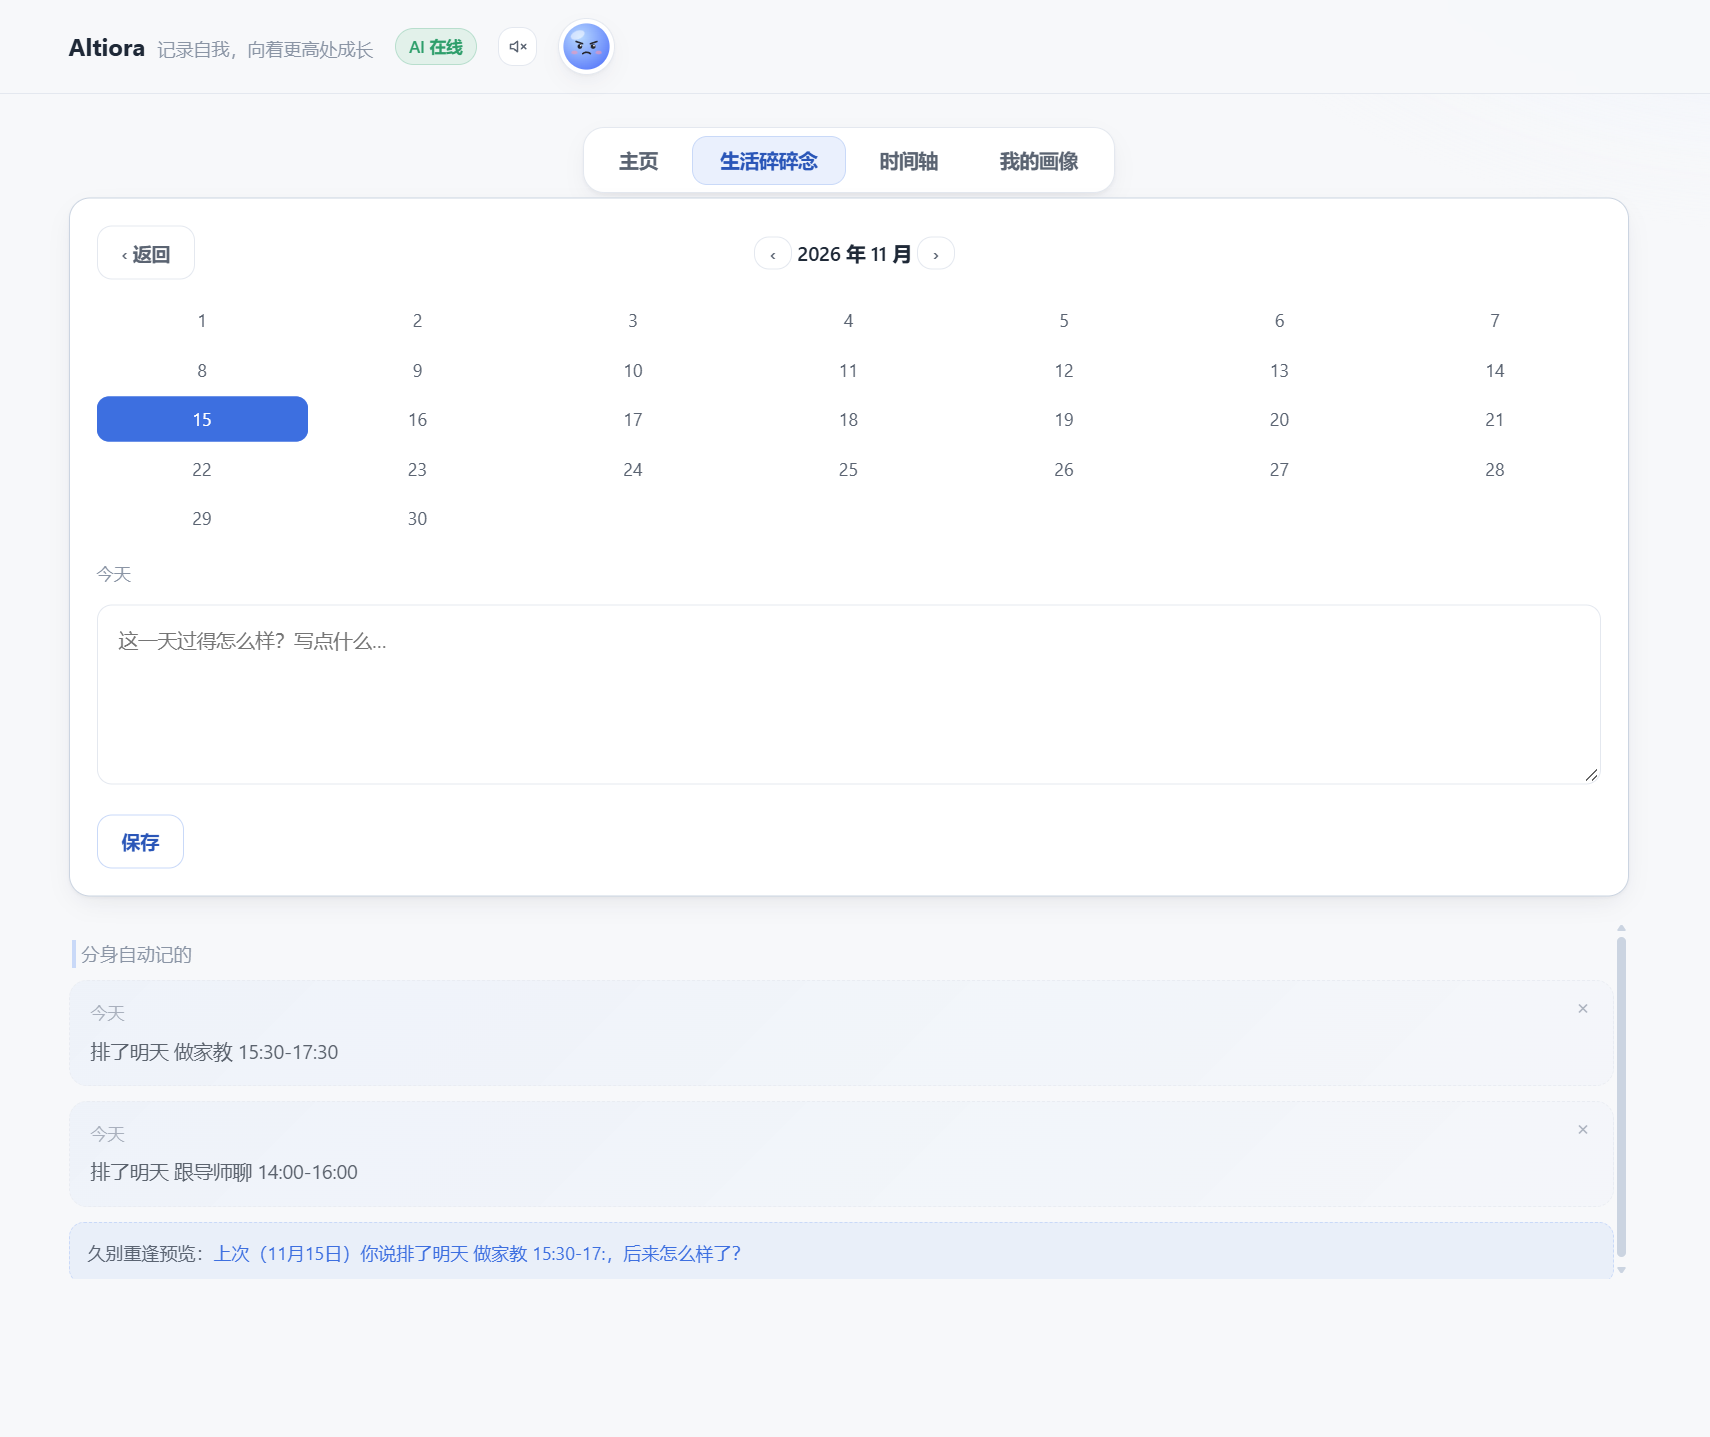 Altiora 记录自我，向着更高处成长 AI 在线
主页 生活碎碎念 时间轴 我的画像
‹ 返回 ‹ 2026 年 11 月 ›
1 2 3 4 5 6 7
8 9 10 11 12 13 14
15 16 17 18 19 20 21
22 23 24 25 26 27 28
29 30
今天
这一天过得怎么样？写点什么...
保存
分身自动记的
今天 ×
排了明天 做家教 15:30-17:30
今天 ×
排了明天 跟导师聊 14:00-16:00
久别重逢预览：上次（11月15日）你说排了明天 做家教 15:30-17:，后来怎么样了？